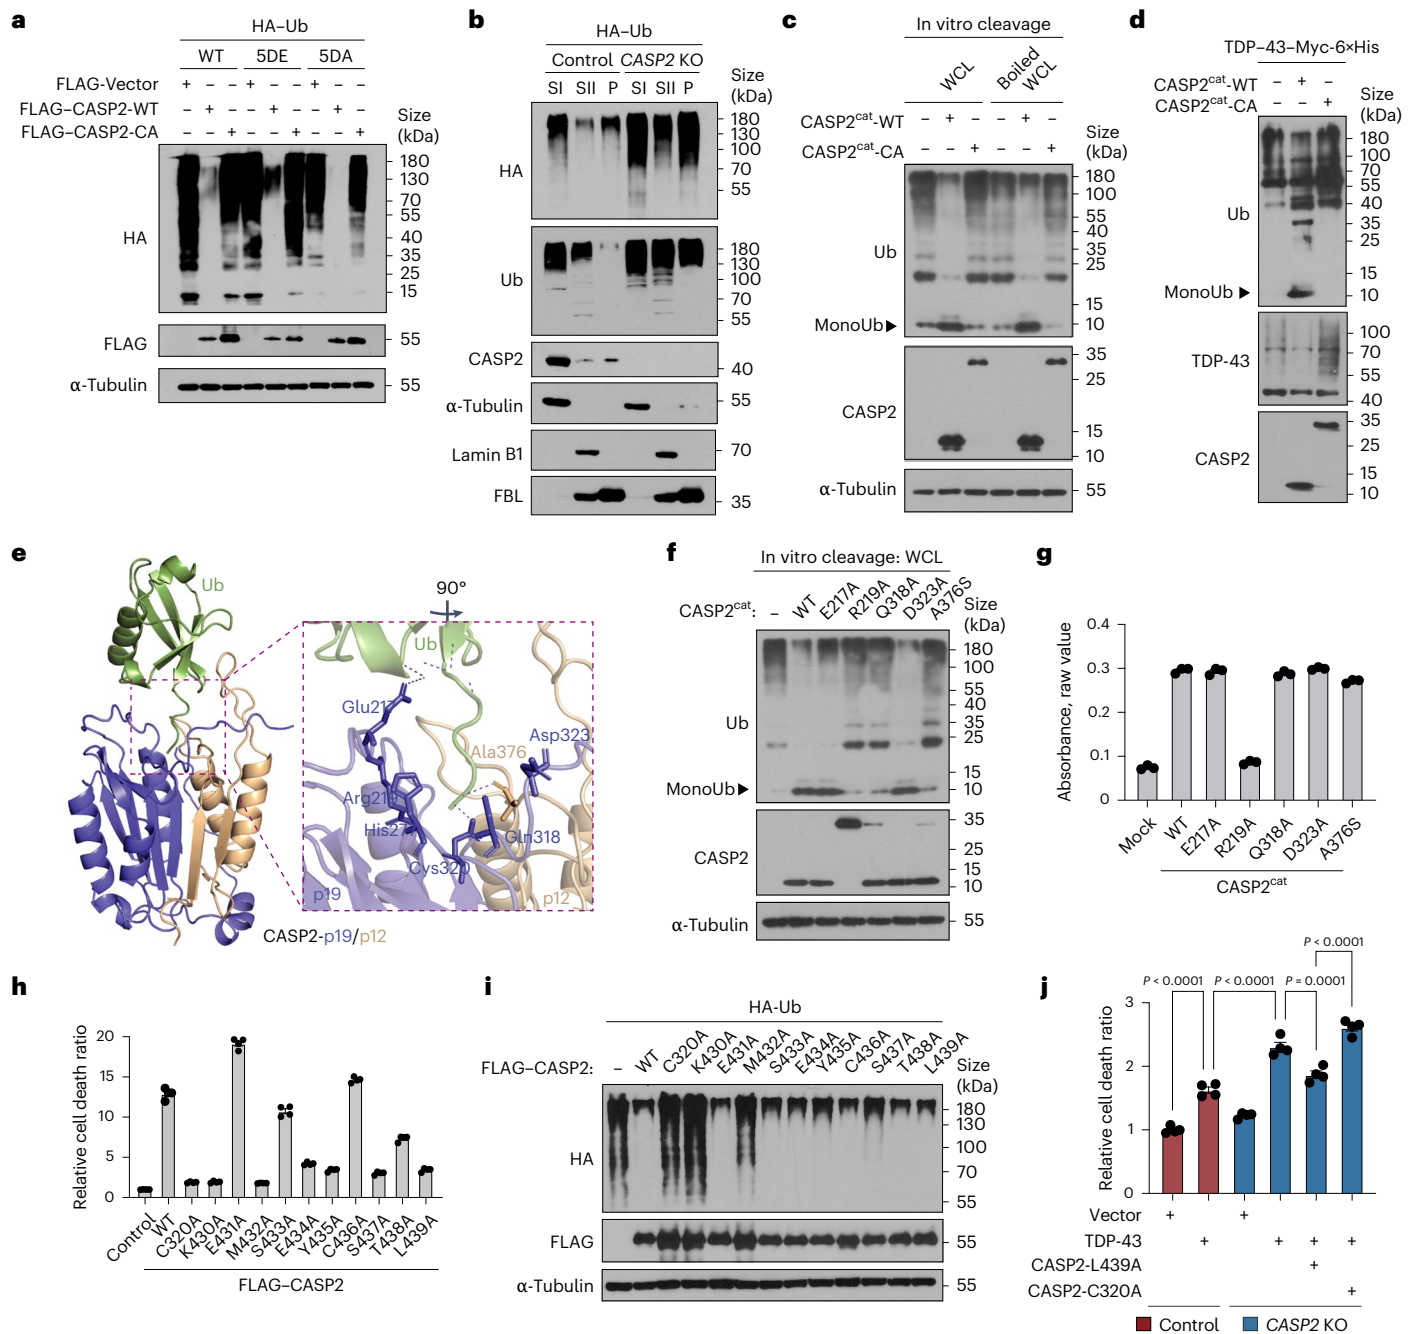 a
HA–Ub
WT 5DE 5DA
FLAG-Vector + – – + – – + – –
FLAG–CASP2-WT – + – – + – – + –
FLAG–CASP2-CA – – + – – + – – +
Size (kDa)
HA
180
130
70
55
40
35
25
15
FLAG
55
α-Tubulin
55
b
HA–Ub
Control CASP2 KO
SI SII P SI SII P
Size (kDa)
HA
180
130
100
70
55
Ub
180
130
100
70
55
CASP2
40
α-Tubulin
55
Lamin B1
70
FBL
35
c
In vitro cleavage
WCL
Boiled WCL
CASP2cat-WT – + – – + –
CASP2cat-CA – – + – – +
Size (kDa)
Ub
180
100
55
40
35
25
15
MonoUb
10
CASP2
35
25
15
10
α-Tubulin
55
d
TDP-43–Myc-6×His
CASP2cat-WT – + –
CASP2cat-CA – – +
Size (kDa)
Ub
180
100
70
55
40
35
25
15
MonoUb
10
TDP-43
100
70
55
40
CASP2
35
25
15
10
e
Ub
90°
Ub
Glu217
Asp323
Ala376
Arg219
His277
Gln318
Cys320
p19
p12
CASP2-p19/p12
f
In vitro cleavage: WCL
CASP2cat: – WT E217A R219A Q318A D323A A376S
Size (kDa)
Ub
180
100
55
40
35
25
15
MonoUb
10
CASP2
35
25
15
10
α-Tubulin
55
g
Absorbance, raw value
0.4
0.3
0.2
0.1
0
Mock WT E217A R219A Q318A D323A A376S
CASP2cat
h
Relative cell death ratio
20
15
10
5
0
Control WT C320A K430A E431A M432A S433A E434A Y435A C436A S437A T438A L439A
FLAG–CASP2
i
HA-Ub
FLAG–CASP2: – WT C320A K430A E431A M432A S433A E434A Y435A C436A S437A T438A L439A
Size (kDa)
HA
180
130
100
70
55
FLAG
55
α-Tubulin
55
j
P < 0.0001
P < 0.0001 P < 0.0001 P = 0.0001
Relative cell death ratio
3
2
1
0
Vector + +
TDP-43 + + + +
CASP2-L439A +
CASP2-C320A +
Control CASP2 KO